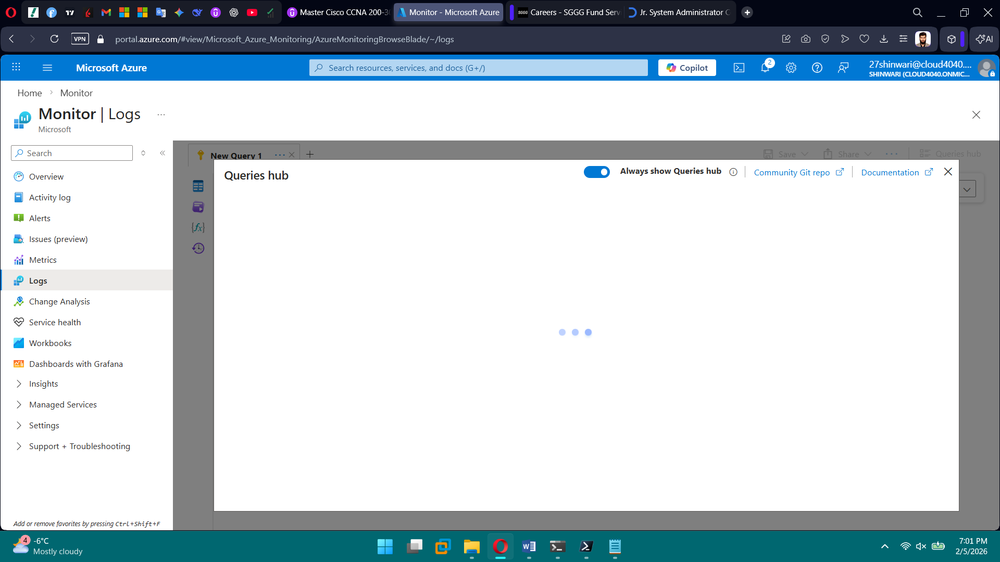 Master Cisco CCNA 200-30
Monitor - Microsoft Azure
SGGG
Careers - SGGG Fund Servi
Jr. System Administrator C
VPN
portal.azure.com/#view/Microsoft_Azure_Monitoring/AzureMonitoringBrowseBlade/~/logs
AI
Microsoft Azure
Search resources, services, and docs (G+/)
Copilot
2
27shinwari@cloud4040....
SHINWARI (CLOUD4040.ONMIC...
Home
Monitor
Monitor | Logs
...
Microsoft
Search
New Query 1
...
Save
Share
...
Queries hub
Queries hub
Always show Queries hub
Community Git repo
Documentation
{fx}
Overview
Activity log
Alerts
Issues (preview)
Metrics
Logs
Change Analysis
Service health
Workbooks
Dashboards with Grafana
Insights
Managed Services
Settings
Support + Troubleshooting
Add or remove favorites by pressing Ctrl+Shift+F
4
-6°C
Mostly cloudy
7:01 PM
2/5/2026